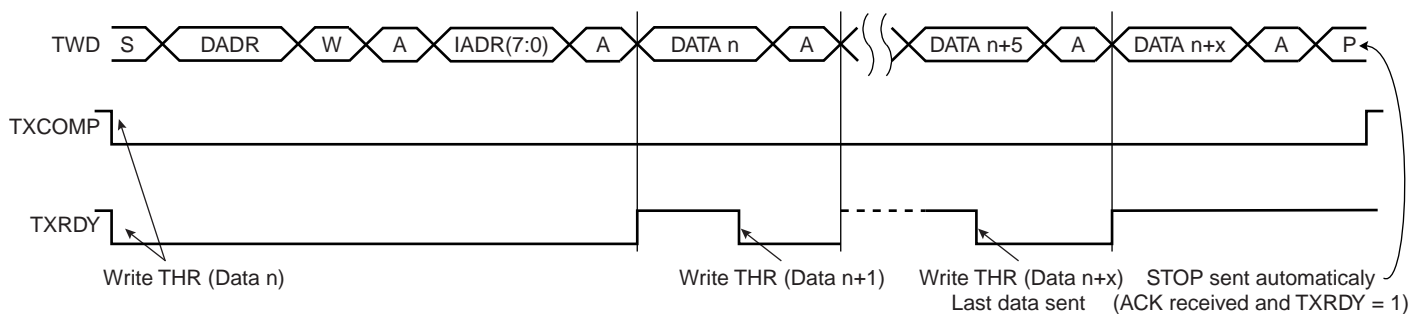 TWD S DADR W A IADR(7:0) A DATA n A DATA n+5 A DATA n+x A P
TXCOMP
TXRDY
Write THR (Data n) Write THR (Data n+1) Write THR (Data n+x) STOP sent automaticaly
Last data sent (ACK received and TXRDY = 1)